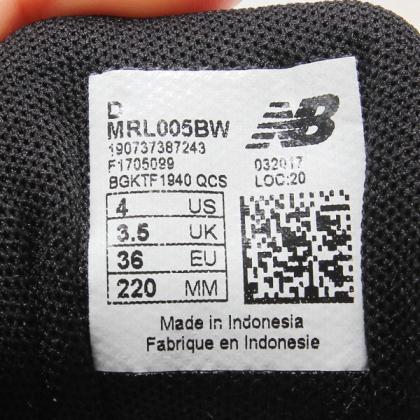 D
MRL005BW
NB
190737387243
F1705099 032017
BGKTF1940 QCS LOC:20
4 US
3.5 UK
36 EU
220 MM
Made in Indonesia
Fabrique en Indonesie